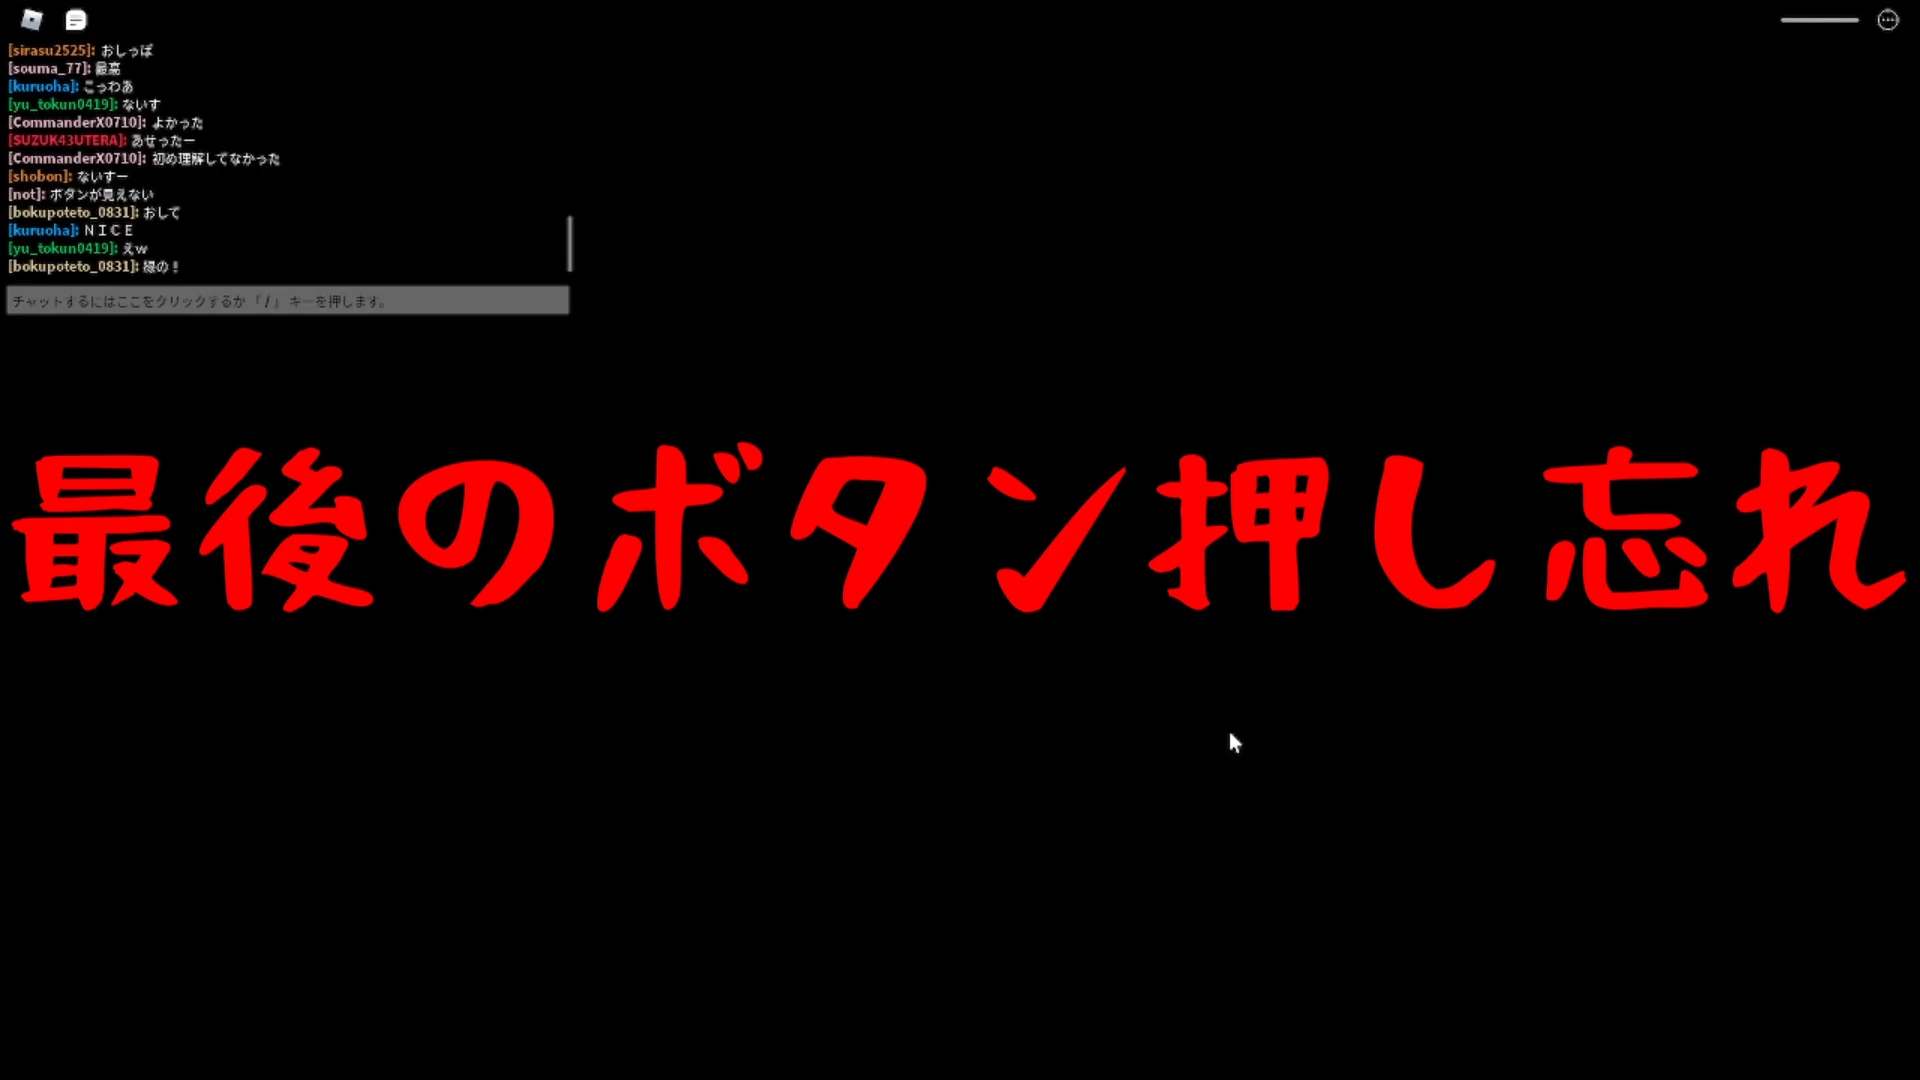 [sirasu2525]: おしっぱ
[souma_77]: 最高
[kuruoha]: こっわあ
[yu_tokun0419]: ないす
[CommanderX0710]: よかった
[SUZUK43UTERA]: あせったー
[CommanderX0710]: 初め理解してなかった
[shobon]: ないすー
[not]: ボタンが見えない
[bokupoteto_0831]: おして
[kuruoha]: ＮＩＣＥ
[yu_tokun0419]: えw
[bokupoteto_0831]: 緑の！
チャットするにはここをクリックするか 「 / 」 キーを押します。
最後のボタン押し忘れ